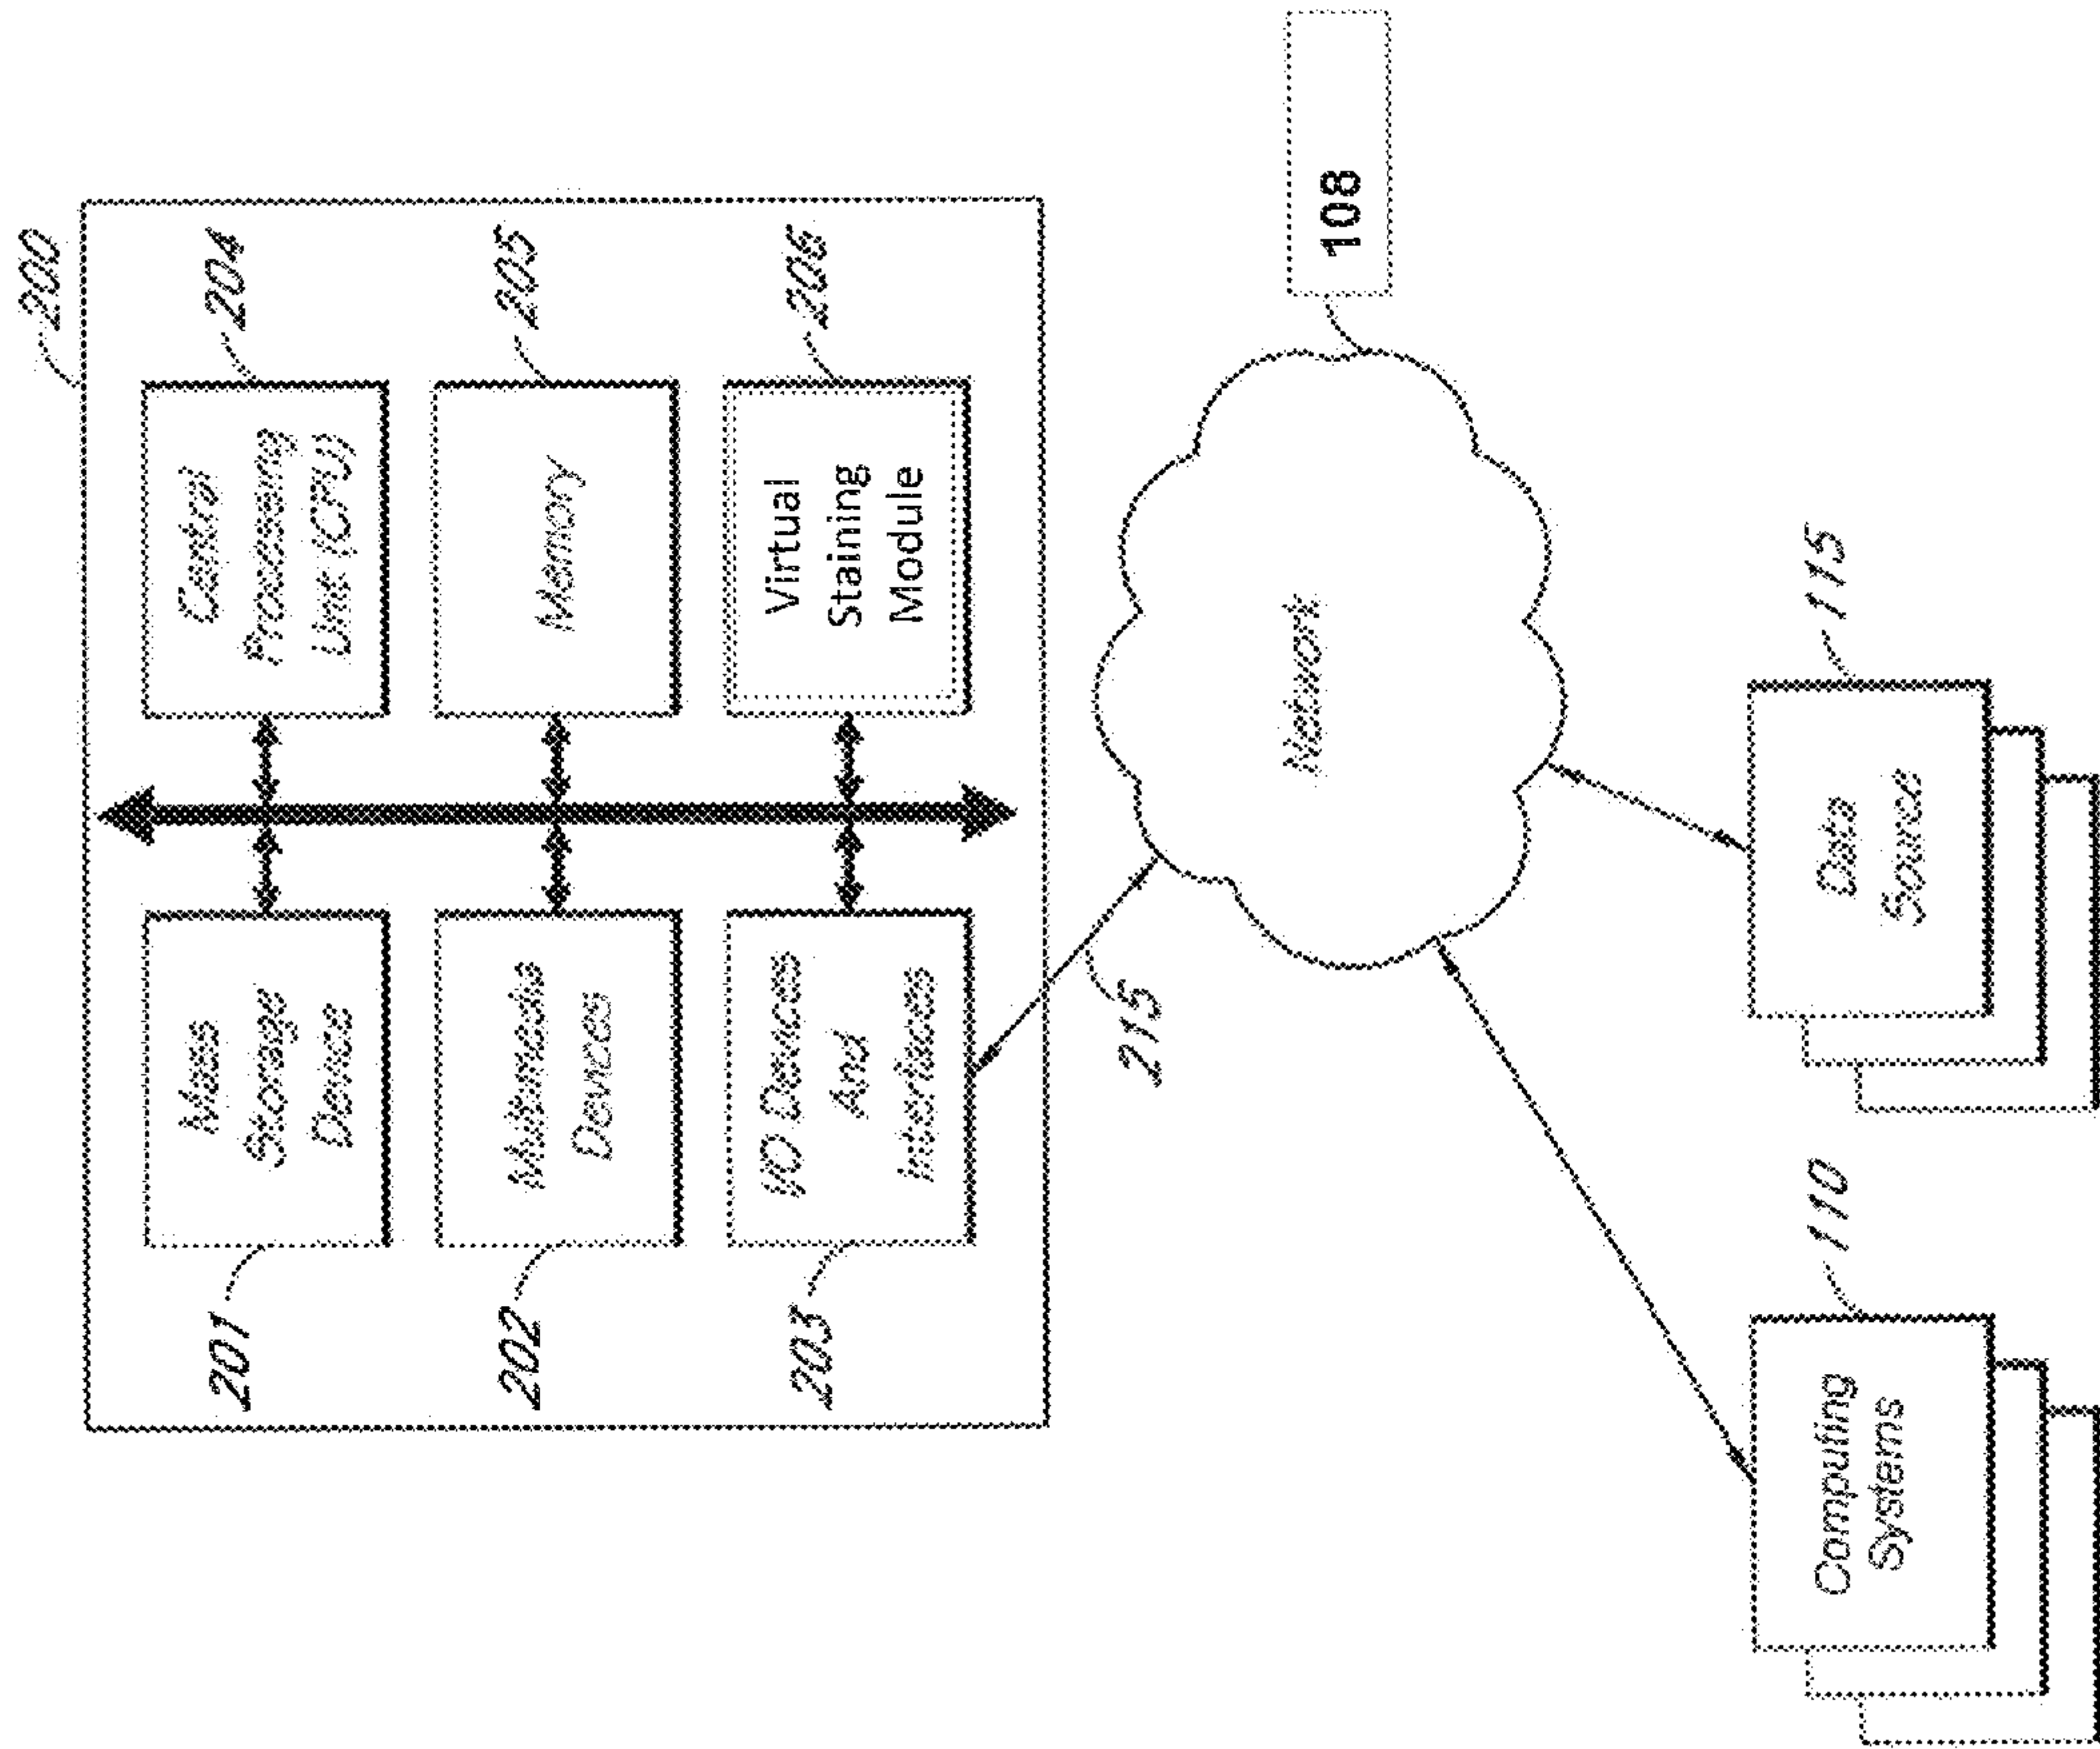 200
201
Mass
Storage
Device
204
Central
Processing
Unit (CPU)
202
Multimedia
Devices
205
Memory
203
I/O Devices
And
Interfaces
206
Virtual
Staining
Module
215
Network
108
110
Computing
Systems
115
Data
Source